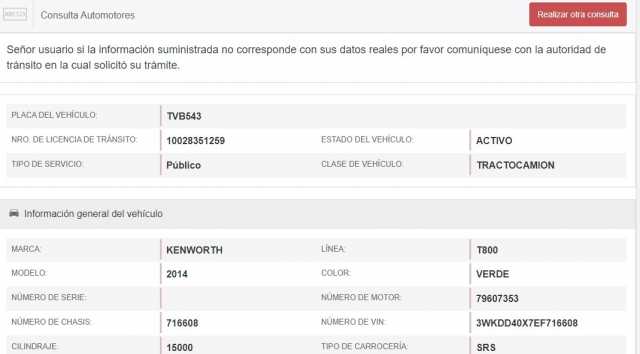 Consulta Automotores
Realizar otra consulta
Señor usuario si la información suministrada no corresponde con sus datos reales por favor comuníquese con la autoridad de
tránsito en la cual solicitó su trámite.
PLACA DEL VEHÍCULO: TVB543
NRO. DE LICENCIA DE TRÁNSITO: 10028351259 ESTADO DEL VEHÍCULO: ACTIVO
TIPO DE SERVICIO: Público CLASE DE VEHÍCULO: TRACTOCAMION
Información general del vehículo
MARCA: KENWORTH LÍNEA: T800
MODELO: 2014 COLOR: VERDE
NÚMERO DE SERIE: NÚMERO DE MOTOR: 79607353
NÚMERO DE CHASIS: 716608 NÚMERO DE VIN: 3WKDD40X7EF716608
CILINDRAJE: 15000 TIPO DE CARROCERÍA: SRS